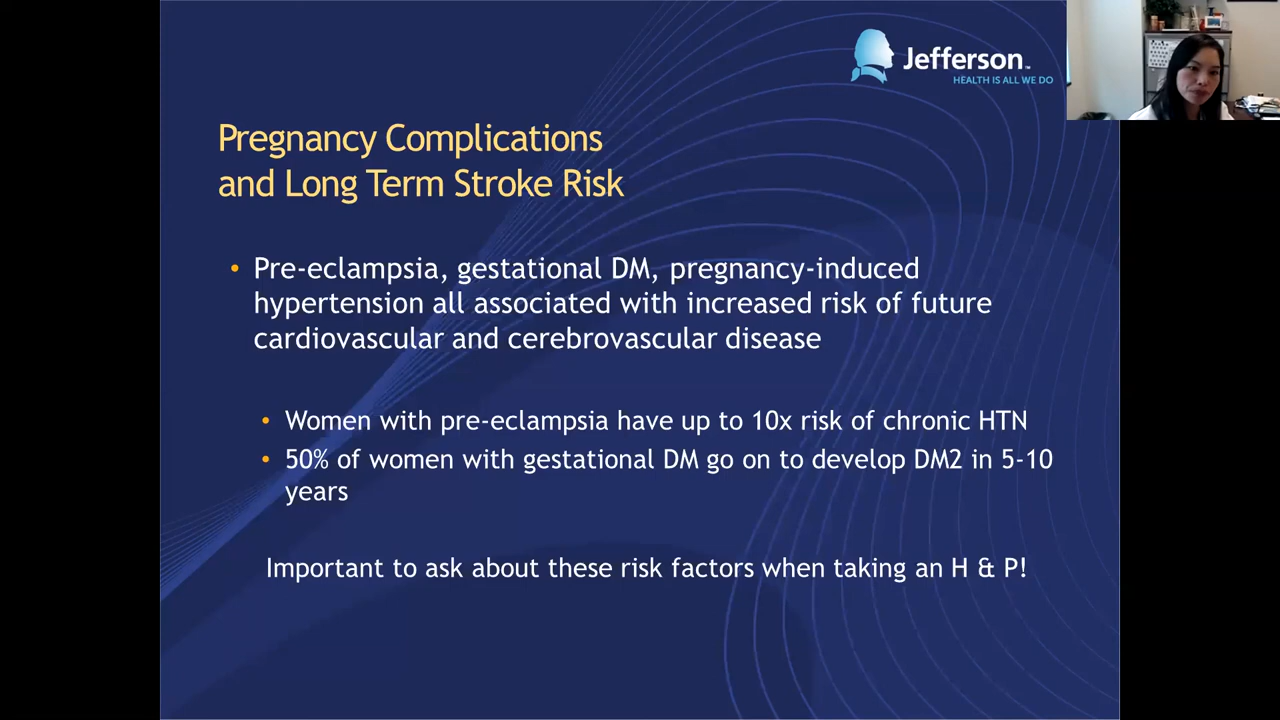 Jefferson™
HEALTH IS ALL WE DO
Pregnancy Complications
and Long Term Stroke Risk
• Pre-eclampsia, gestational DM, pregnancy-induced
hypertension all associated with increased risk of future
cardiovascular and cerebrovascular disease
• Women with pre-eclampsia have up to 10x risk of chronic HTN
• 50% of women with gestational DM go on to develop DM2 in 5-10
years
Important to ask about these risk factors when taking an H & P!